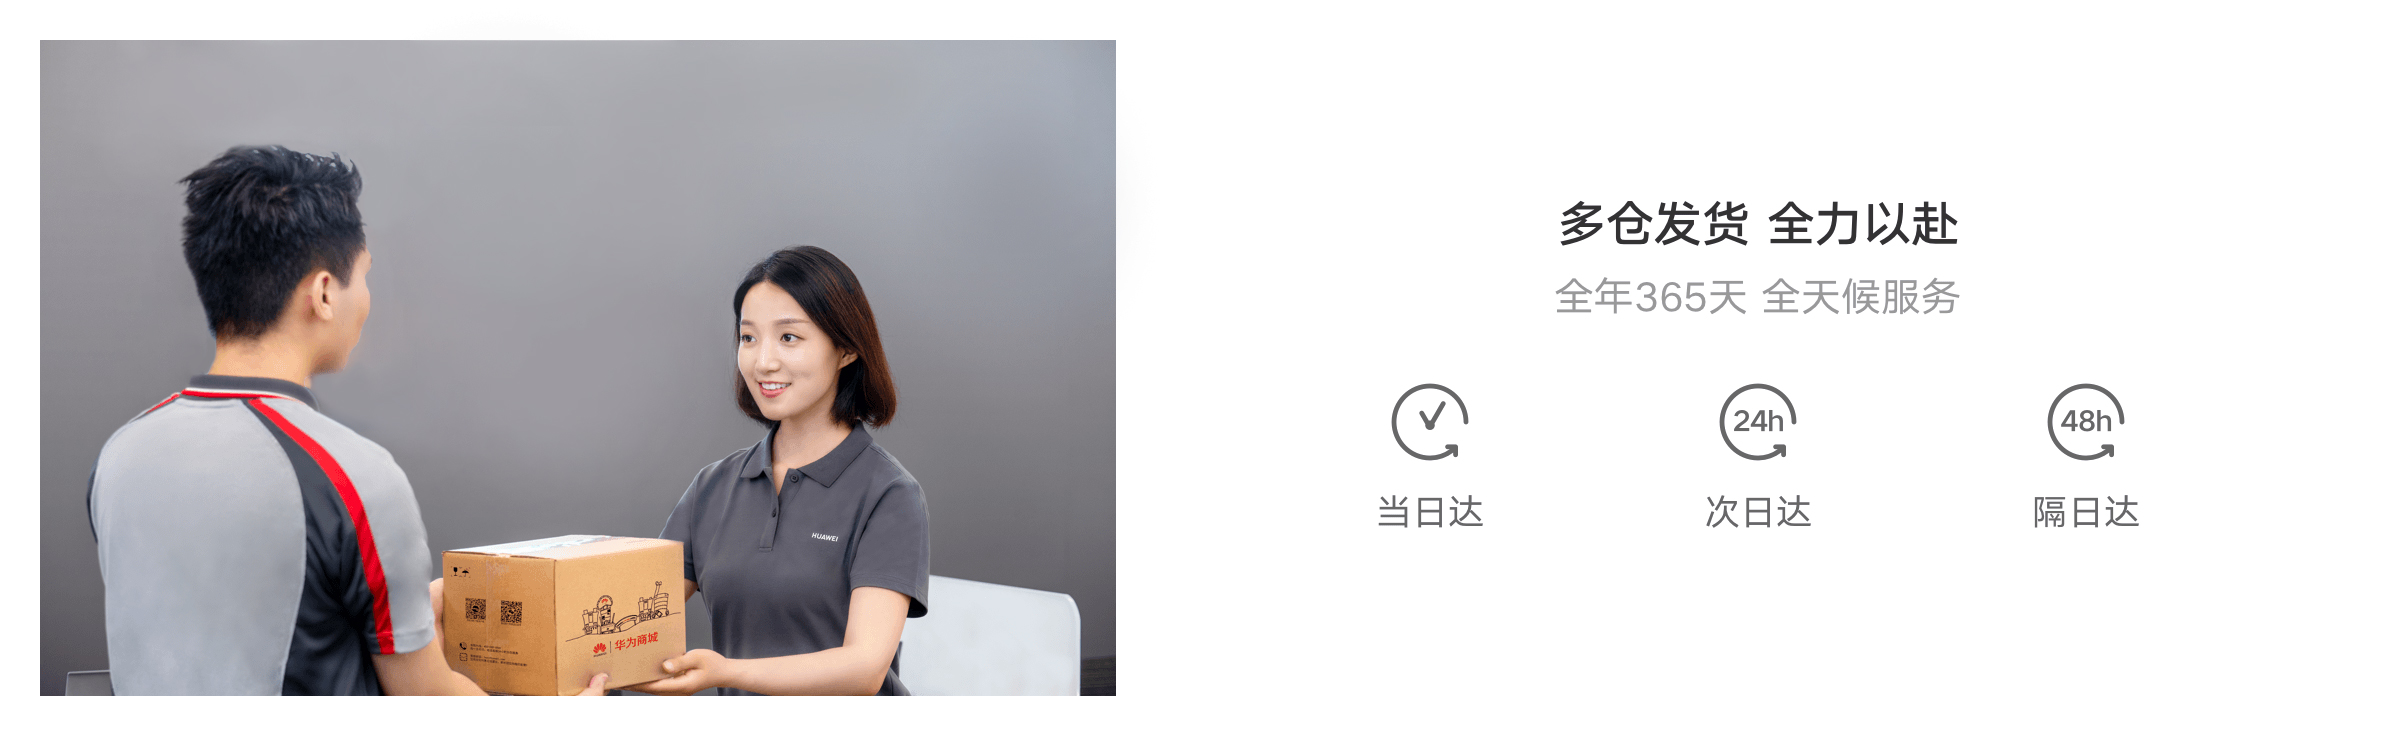 多仓发货 全力以赴
全年365天 全天候服务
24h
48h
当日达
次日达
隔日达
HUAWEI
华为商城